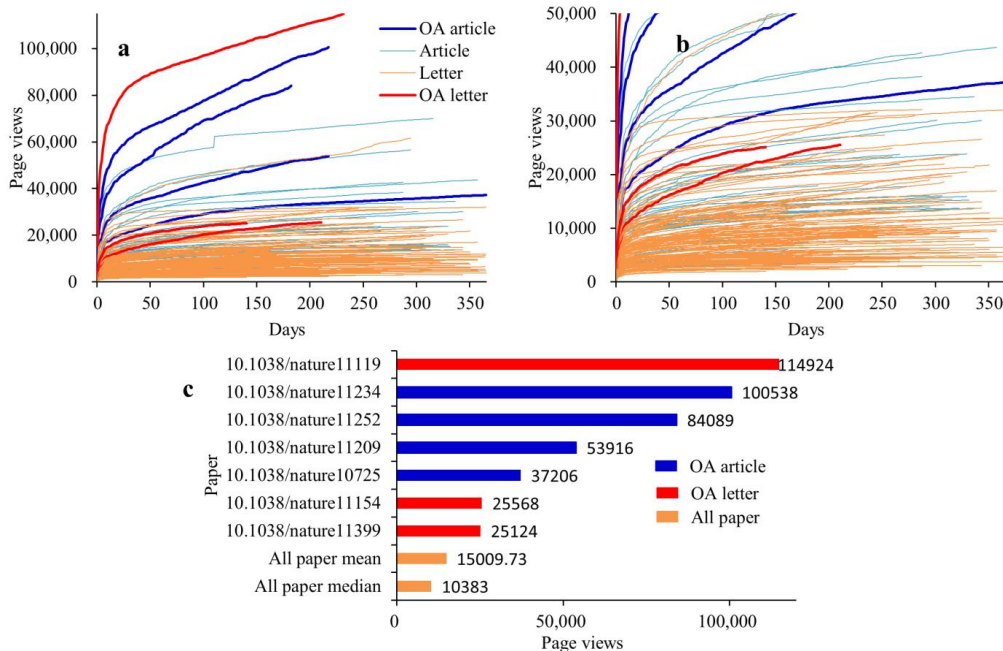 a
OA article
Article
Letter
OA letter
Page views
100,000
80,000
60,000
40,000
20,000
0
0 50 100 150 200 250 300 350
Days
b
Page views
50,000
40,000
30,000
20,000
10,000
0
0 50 100 150 200 250 300 350
Days
c
Paper
10.1038/nature11119 114924
10.1038/nature11234 100538
10.1038/nature11252 84089
10.1038/nature11209 53916
10.1038/nature10725 37206
10.1038/nature11154 25568
10.1038/nature11399 25124
All paper mean 15009.73
All paper median 10383
OA article
OA letter
All paper
0 50,000 100,000
Page views